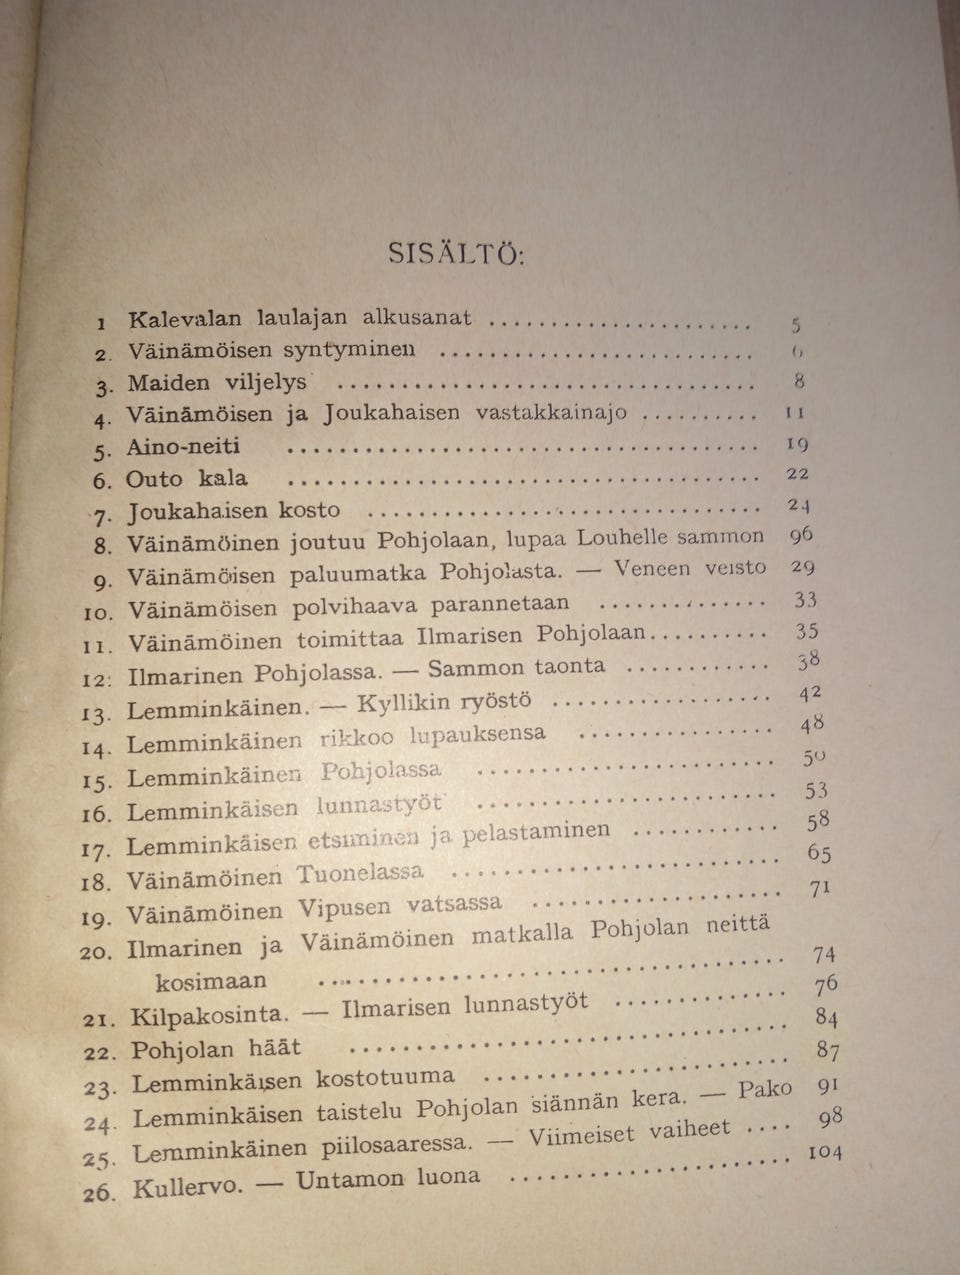 SISÄLTÖ:
1 Kalevalan laulajan alkusanat .......................... 5
2. Väinämöisen syntyminen .............................. 6
3. Maiden viljelys ....................................... 8
4. Väinämöisen ja Joukahaisen vastakkainajo ........... 11
5. Aino-neiti ............................................. 19
6. Outo kala ............................................. 22
7. Joukahaisen kosto ..................................... 24
8. Väinämöinen joutuu Pohjolaan, lupaa Louhelle sammon 96
9. Väinämöisen paluumatka Pohjolasta. — Veneen veisto 29
10. Väinämöisen polvihaava parannetaan ................ 33
11. Väinämöinen toimittaa Ilmarisen Pohjolaan........... 35
12. Ilmarinen Pohjolassa. — Sammon taonta ............. 38
13. Lemminkäinen. — Kyllikin ryöstö ..................... 42
14. Lemminkäinen rikkoo lupauksensa ................... 48
15. Lemminkäinen Pohjolassa ............................ 50
16. Lemminkäisen lunnastyöt ............................ 53
17. Lemminkäisen etsiminen ja pelastaminen .............. 58
18. Väinämöinen Tuonelassa .............................. 65
19. Väinämöinen Vipusen vatsassa ........................ 71
20. Ilmarinen ja Väinämöinen matkalla Pohjolan neittä
kosimaan ........................................... 74
21. Kilpakosinta. — Ilmarisen lunnastyöt ................ 76
22. Pohjolan häät ......................................... 84
23. Lemminkäisen kostotuuma ............................ 87
24. Lemminkäisen taistelu Pohjolan siännän kera. — Pako 91
25. Lemminkäinen piilosaaressa. — Viimeiset vaiheet .... 98
26. Kullervo. — Untamon luona .......................... 104